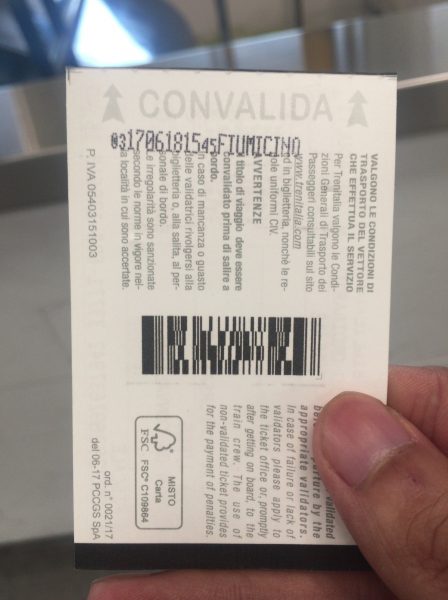 CONVALIDA
031706181545FIUMICINO
VALGONO LE CONDIZIONI DI
TRASPORTO DEL VETTORE
CHE EFFETTUA IL SERVIZIO
Per Trenitalia valgono le Condi-
zioni Generali di Trasporto dei
Passeggeri consultabili sul sito
www.trenitalia.com
ed in biglietteria, nonché le re-
gole uniformi CIV.
AVVERTENZE
Il titolo di viaggio deve essere
convalidato prima di salire a
bordo.
In caso di mancanza o guasto
delle validatrici rivolgersi alla
biglietteria o, alla salita, al per-
sonale di bordo.
Le irregolarità sono sanzionate
secondo le norme in vigore nel-
la località in cui sono accertate.
P. IVA 05403151003
validated
by the
appropriate validators.
In case of failure or lack of
validators please apply to
the ticket office or, promptly
after getting on board, to the
train crew. The use of
non-validated ticket provides
for the payment of penalties.
MISTO
Carta
FSC® C109864
FSC
ord. n° 0021/17
del 06-17 PCCGS SpA